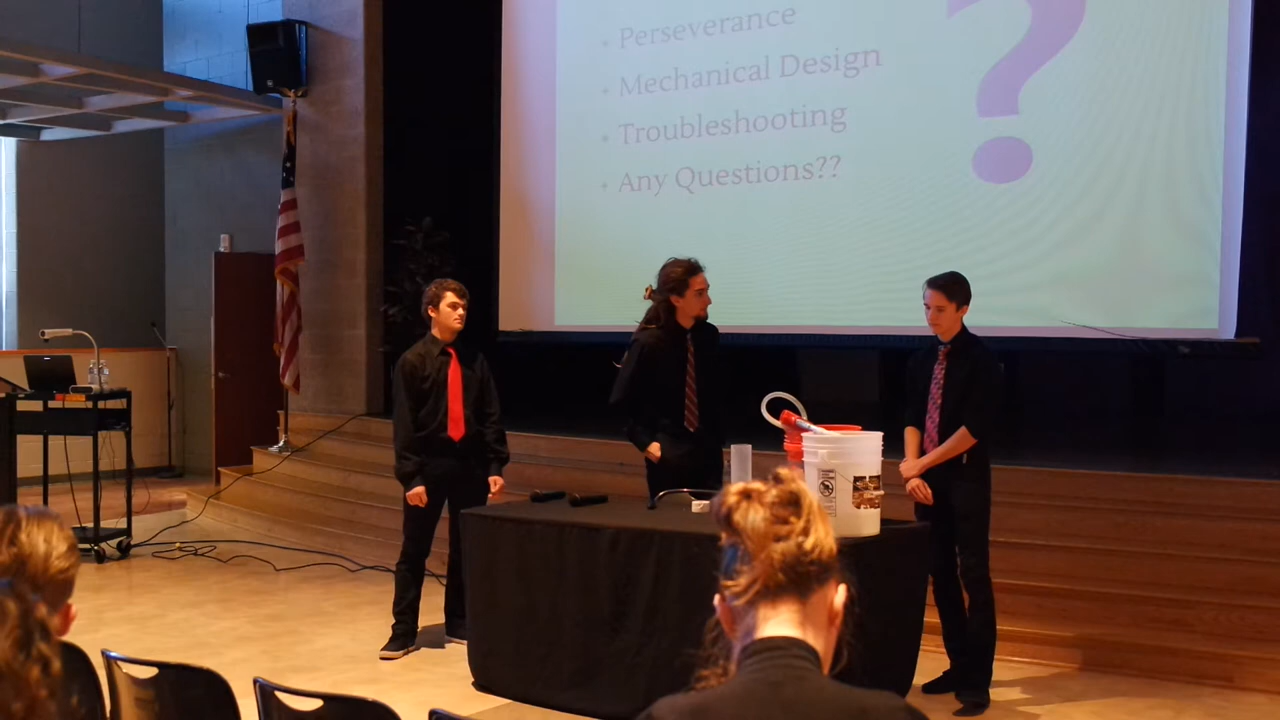 Perseverance
Mechanical Design
Troubleshooting
Any Questions??
?